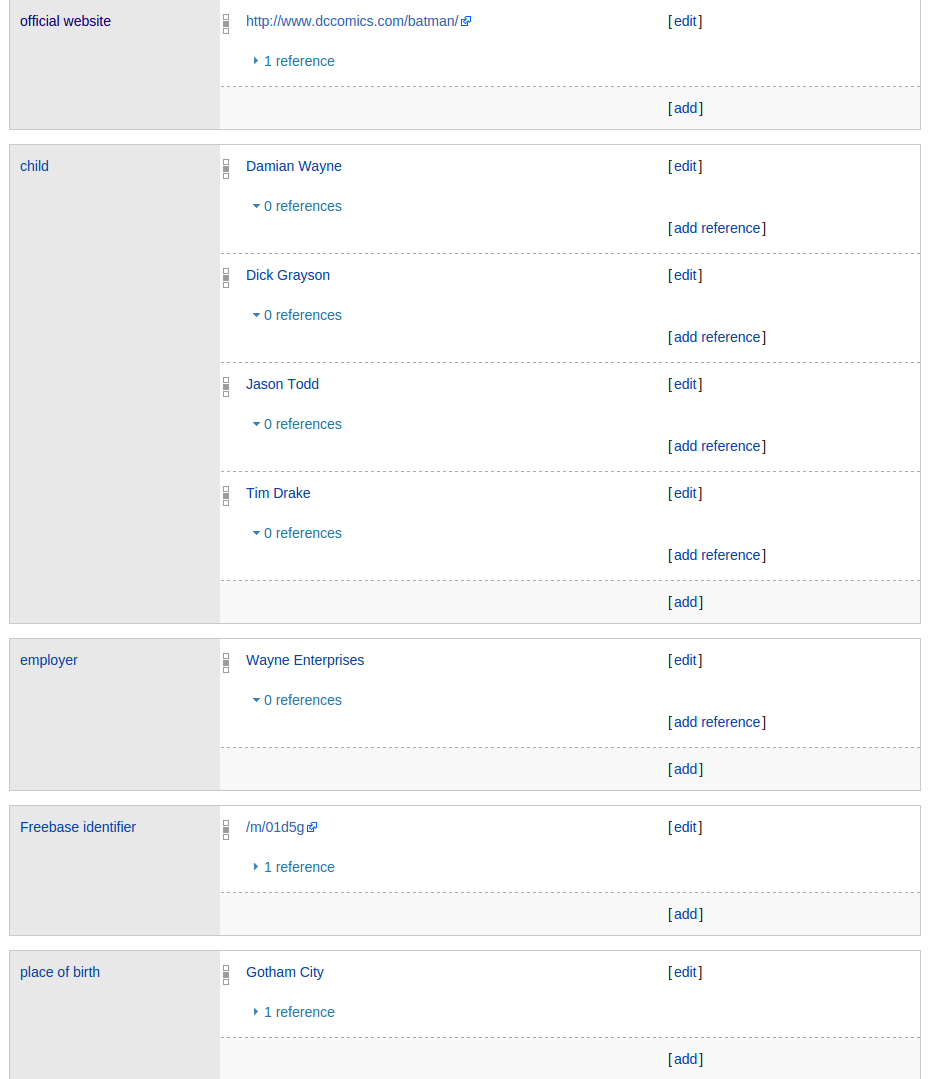 official website http://www.dccomics.com/batman/ [edit]
1 reference
[add]
child Damian Wayne [edit]
0 references
[add reference]
Dick Grayson [edit]
0 references
[add reference]
Jason Todd [edit]
0 references
[add reference]
Tim Drake [edit]
0 references
[add reference]
[add]
employer Wayne Enterprises [edit]
0 references
[add reference]
[add]
Freebase identifier /m/01d5g [edit]
1 reference
[add]
place of birth Gotham City [edit]
1 reference
[add]